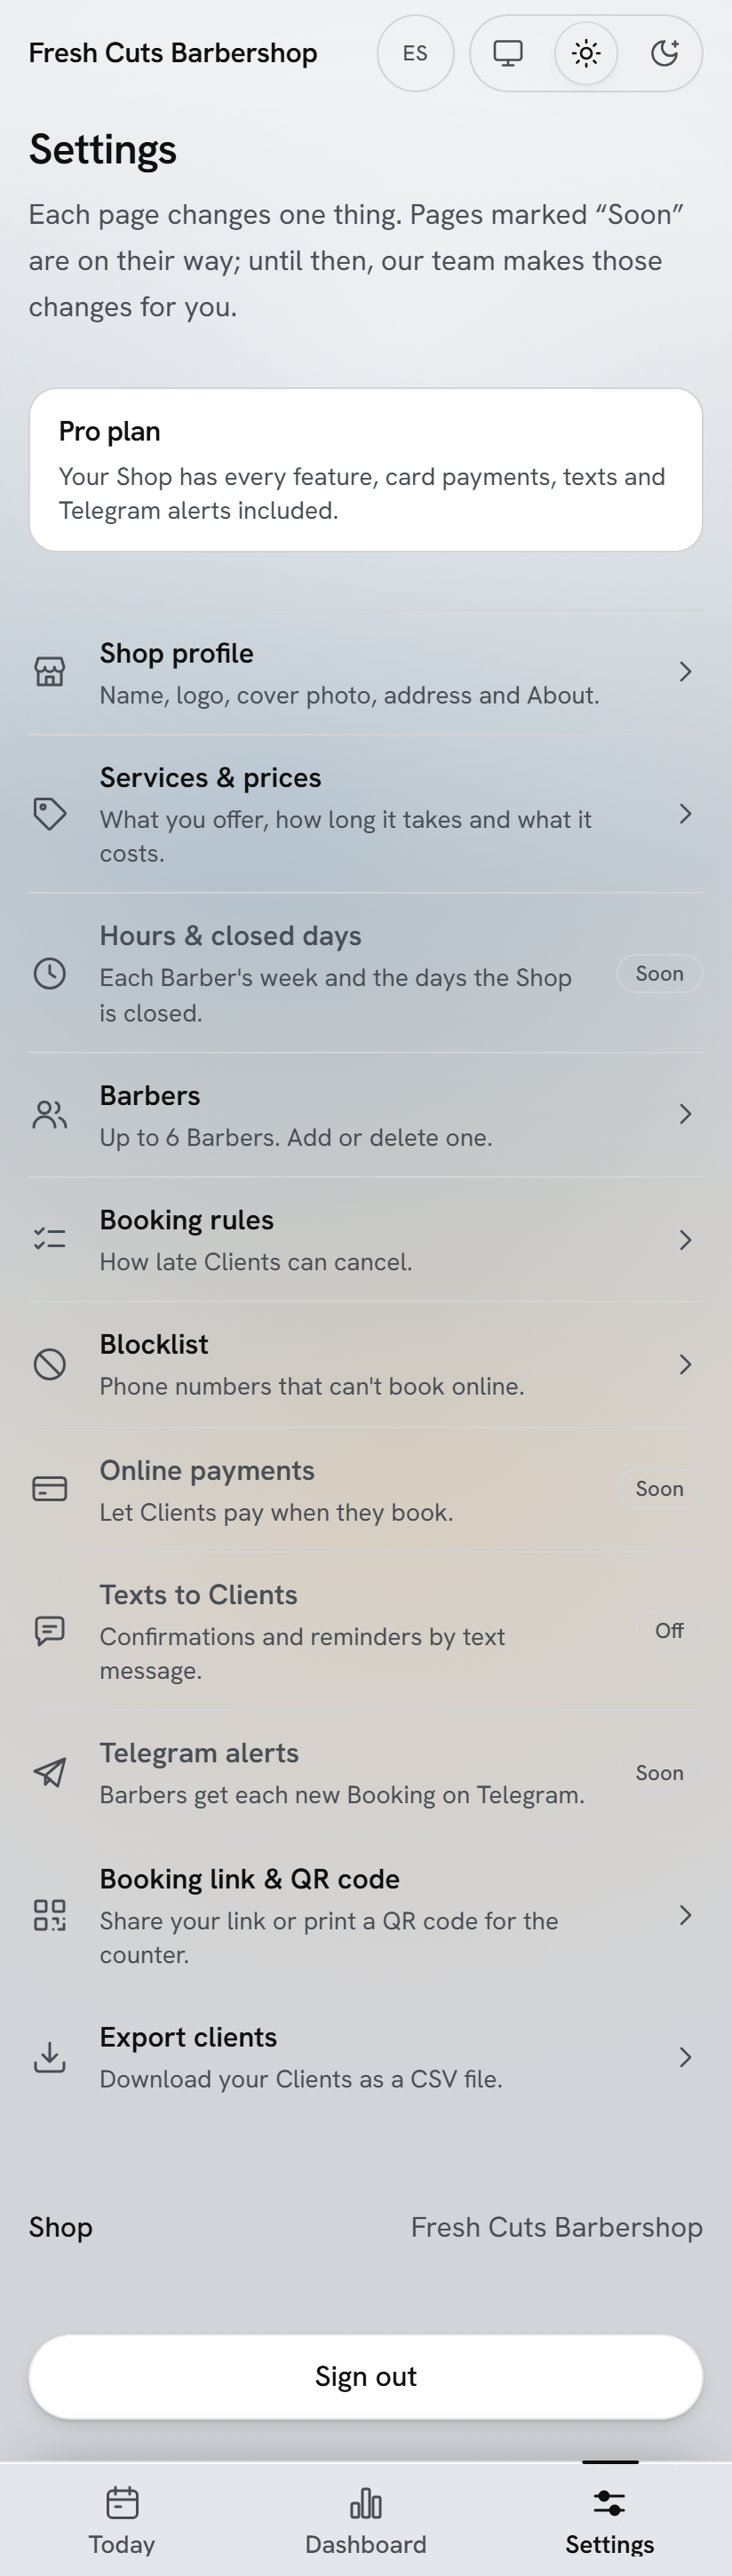 Fresh Cuts Barbershop
ES
Settings
Each page changes one thing. Pages marked “Soon”
are on their way; until then, our team makes those
changes for you.
Pro plan
Your Shop has every feature, card payments, texts and
Telegram alerts included.
Shop profile
Name, logo, cover photo, address and About.
Services & prices
What you offer, how long it takes and what it
costs.
Hours & closed days
Each Barber's week and the days the Shop
is closed.
Soon
Barbers
Up to 6 Barbers. Add or delete one.
Booking rules
How late Clients can cancel.
Blocklist
Phone numbers that can't book online.
Online payments
Let Clients pay when they book.
Soon
Texts to Clients
Confirmations and reminders by text
message.
Off
Telegram alerts
Barbers get each new Booking on Telegram.
Soon
Booking link & QR code
Share your link or print a QR code for the
counter.
Export clients
Download your Clients as a CSV file.
Shop
Fresh Cuts Barbershop
Sign out
Today
Dashboard
Settings